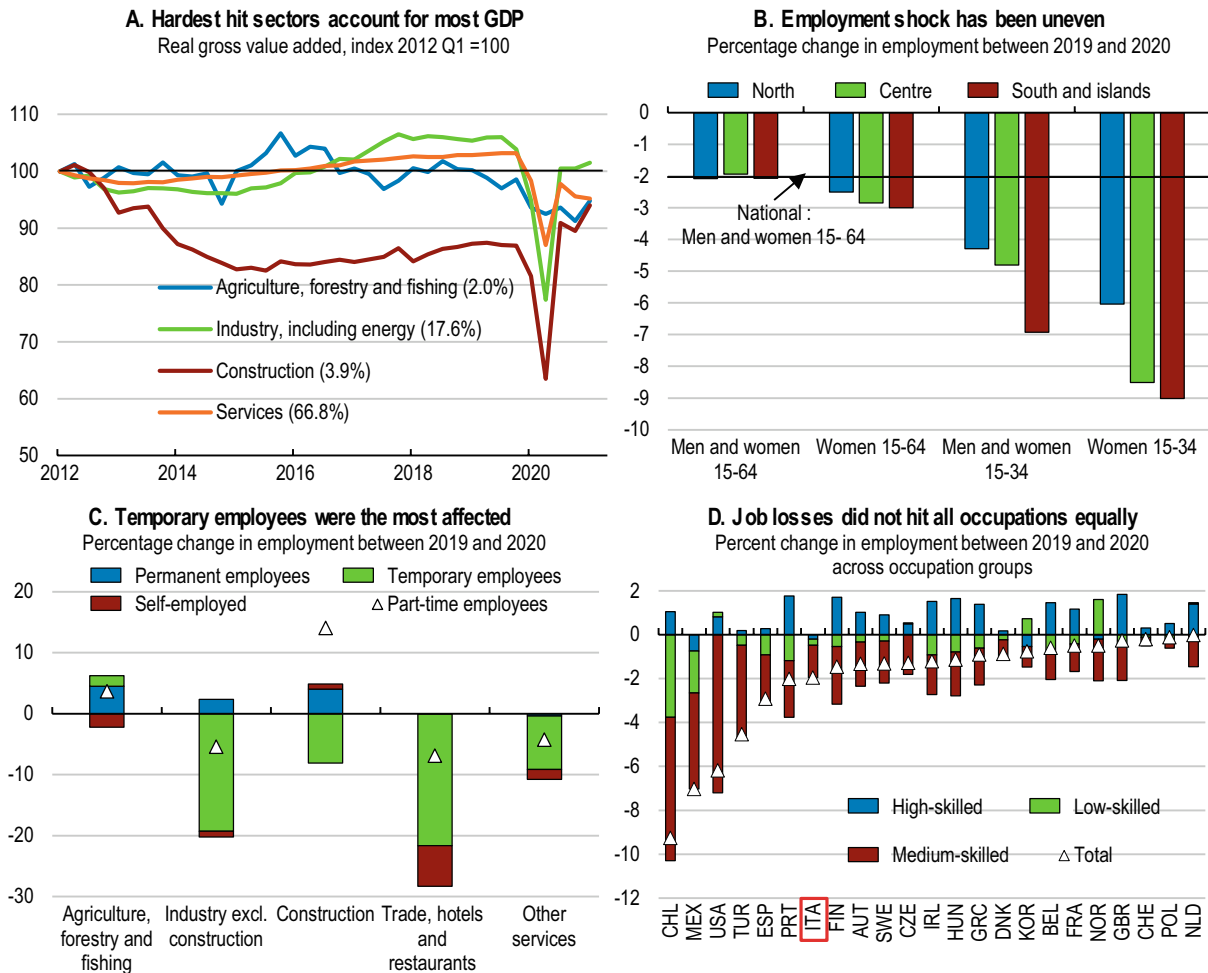 A. Hardest hit sectors account for most GDP
Real gross value added, index 2012 Q1 =100
110
100
90
80
70
60
50
Agriculture, forestry and fishing (2.0%)
Industry, including energy (17.6%)
Construction (3.9%)
Services (66.8%)
2012 2014 2016 2018 2020
B. Employment shock has been uneven
Percentage change in employment between 2019 and 2020
North Centre South and islands
0
-1
-2
-3
-4
-5
-6
-7
-8
-9
-10
National :
Men and women 15- 64
Men and women
15-64
Women 15-64
Men and women
15-34
Women 15-34
C. Temporary employees were the most affected
Percentage change in employment between 2019 and 2020
Permanent employees Temporary employees
Self-employed Part-time employees
20
10
0
-10
-20
-30
Agriculture,
forestry and
fishing
Industry excl.
construction
Construction
Trade, hotels
and
restaurants
Other
services
D. Job losses did not hit all occupations equally
Percent change in employment between 2019 and 2020
across occupation groups
2
0
-2
-4
-6
-8
-10
-12
High-skilled Low-skilled
Medium-skilled Total
CHL
MEX
USA
TUR
ESP
PRT
ITA
FIN
AUT
SWE
CZE
IRL
HUN
GRC
DNK
KOR
BEL
FRA
NOR
GBR
CHE
POL
NLD